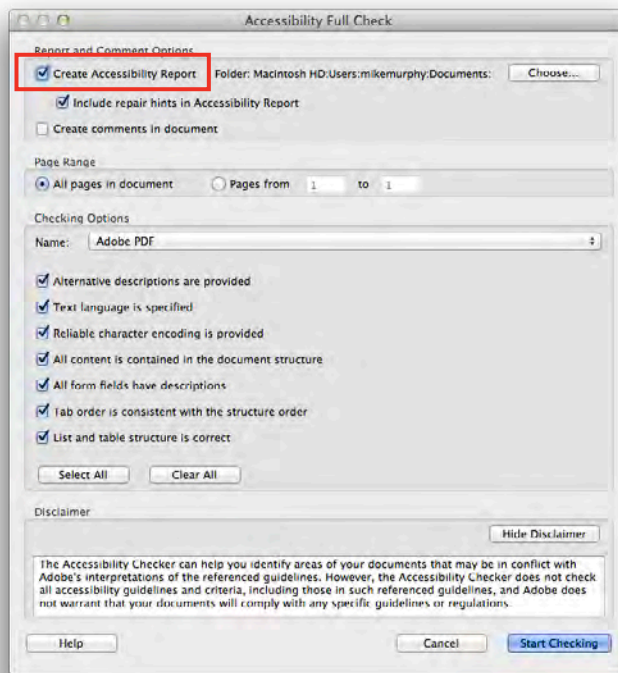 Accessibility Full Check
Report and Comment Options
Create Accessibility Report Folder: Macintosh HD:Users:mikemurphy:Documents: Choose...
Include repair hints in Accessibility Report
Create comments in document
Page Range
All pages in document Pages from 1 to 1
Checking Options
Name: Adobe PDF
Alternative descriptions are provided
Text language is specified
Reliable character encoding is provided
All content is contained in the document structure
All form fields have descriptions
Tab order is consistent with the structure order
List and table structure is correct
Select All Clear All
Disclaimer
Hide Disclaimer
The Accessibility Checker can help you identify areas of your documents that may be in conflict with
Adobe's interpretations of the referenced guidelines. However, the Accessibility Checker does not check
all accessibility guidelines and criteria, including those in such referenced guidelines, and Adobe does
not warrant that your documents will comply with any specific guidelines or regulations.
Help Cancel Start Checking